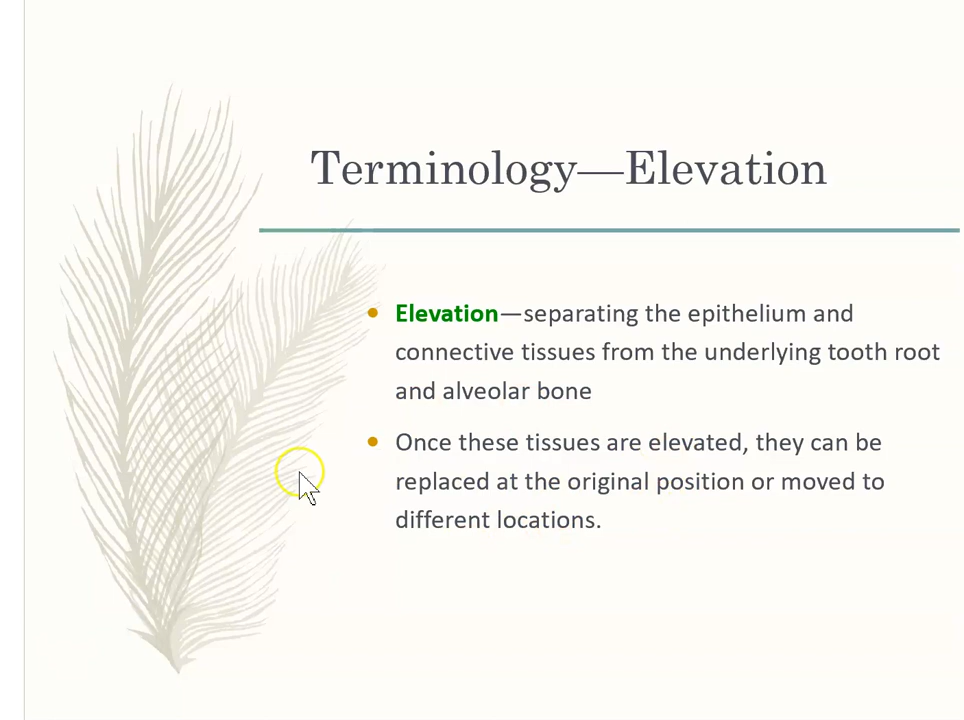 Terminology—Elevation
• Elevation—separating the epithelium and
connective tissues from the underlying tooth root
and alveolar bone
• Once these tissues are elevated, they can be
replaced at the original position or moved to
different locations.